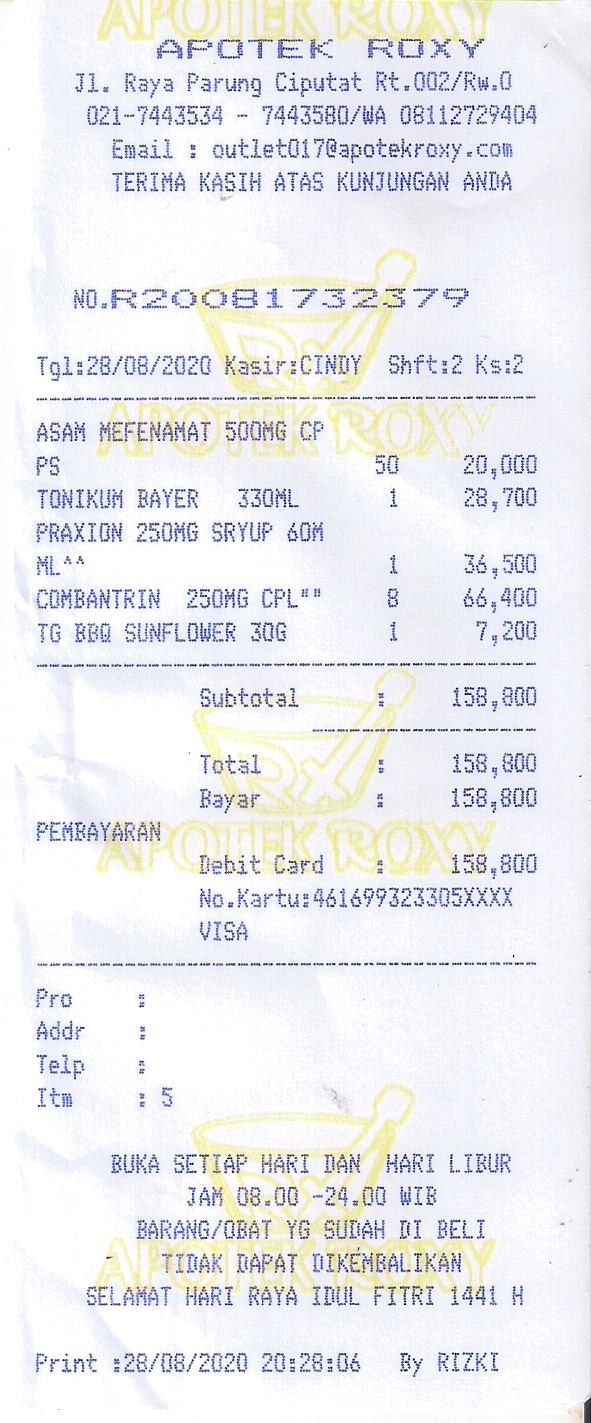 APOTEK ROXY
Jl. Raya Parung Ciputat Rt.002/Rw.0
021-7443534 - 7443580/WA 08112729404
Email : outlet017@apotekroxy.com
TERIMA KASIH ATAS KUNJUNGAN ANDA
NO.R20081732379
Tgl:28/08/2020 Kasir:CINDY Shft:2 Ks:2
ASAM MEFENAMAT 500MG CP
PS 50 20,000
TONIKUM BAYER 330ML 1 28,700
PRAXION 250MG SRYUP 60M
ML^^ 1 36,500
COMBANTRIN 250MG CPL"" 8 66,400
TG BBQ SUNFLOWER 30G 1 7,200
Subtotal : 158,800
Total : 158,800
Bayar : 158,800
PEMBAYARAN
Debit Card : 158,800
No.Kartu:461699323305XXXX
VISA
Pro :
Addr :
Telp :
Itm : 5
BUKA SETIAP HARI DAN HARI LIBUR
JAM 08.00 -24.00 WIB
BARANG/OBAT YG SUDAH DI BELI
TIDAK DAPAT DIKEMBALIKAN
SELAMAT HARI RAYA IDUL FITRI 1441 H
Print :28/08/2020 20:28:06 By RIZKI